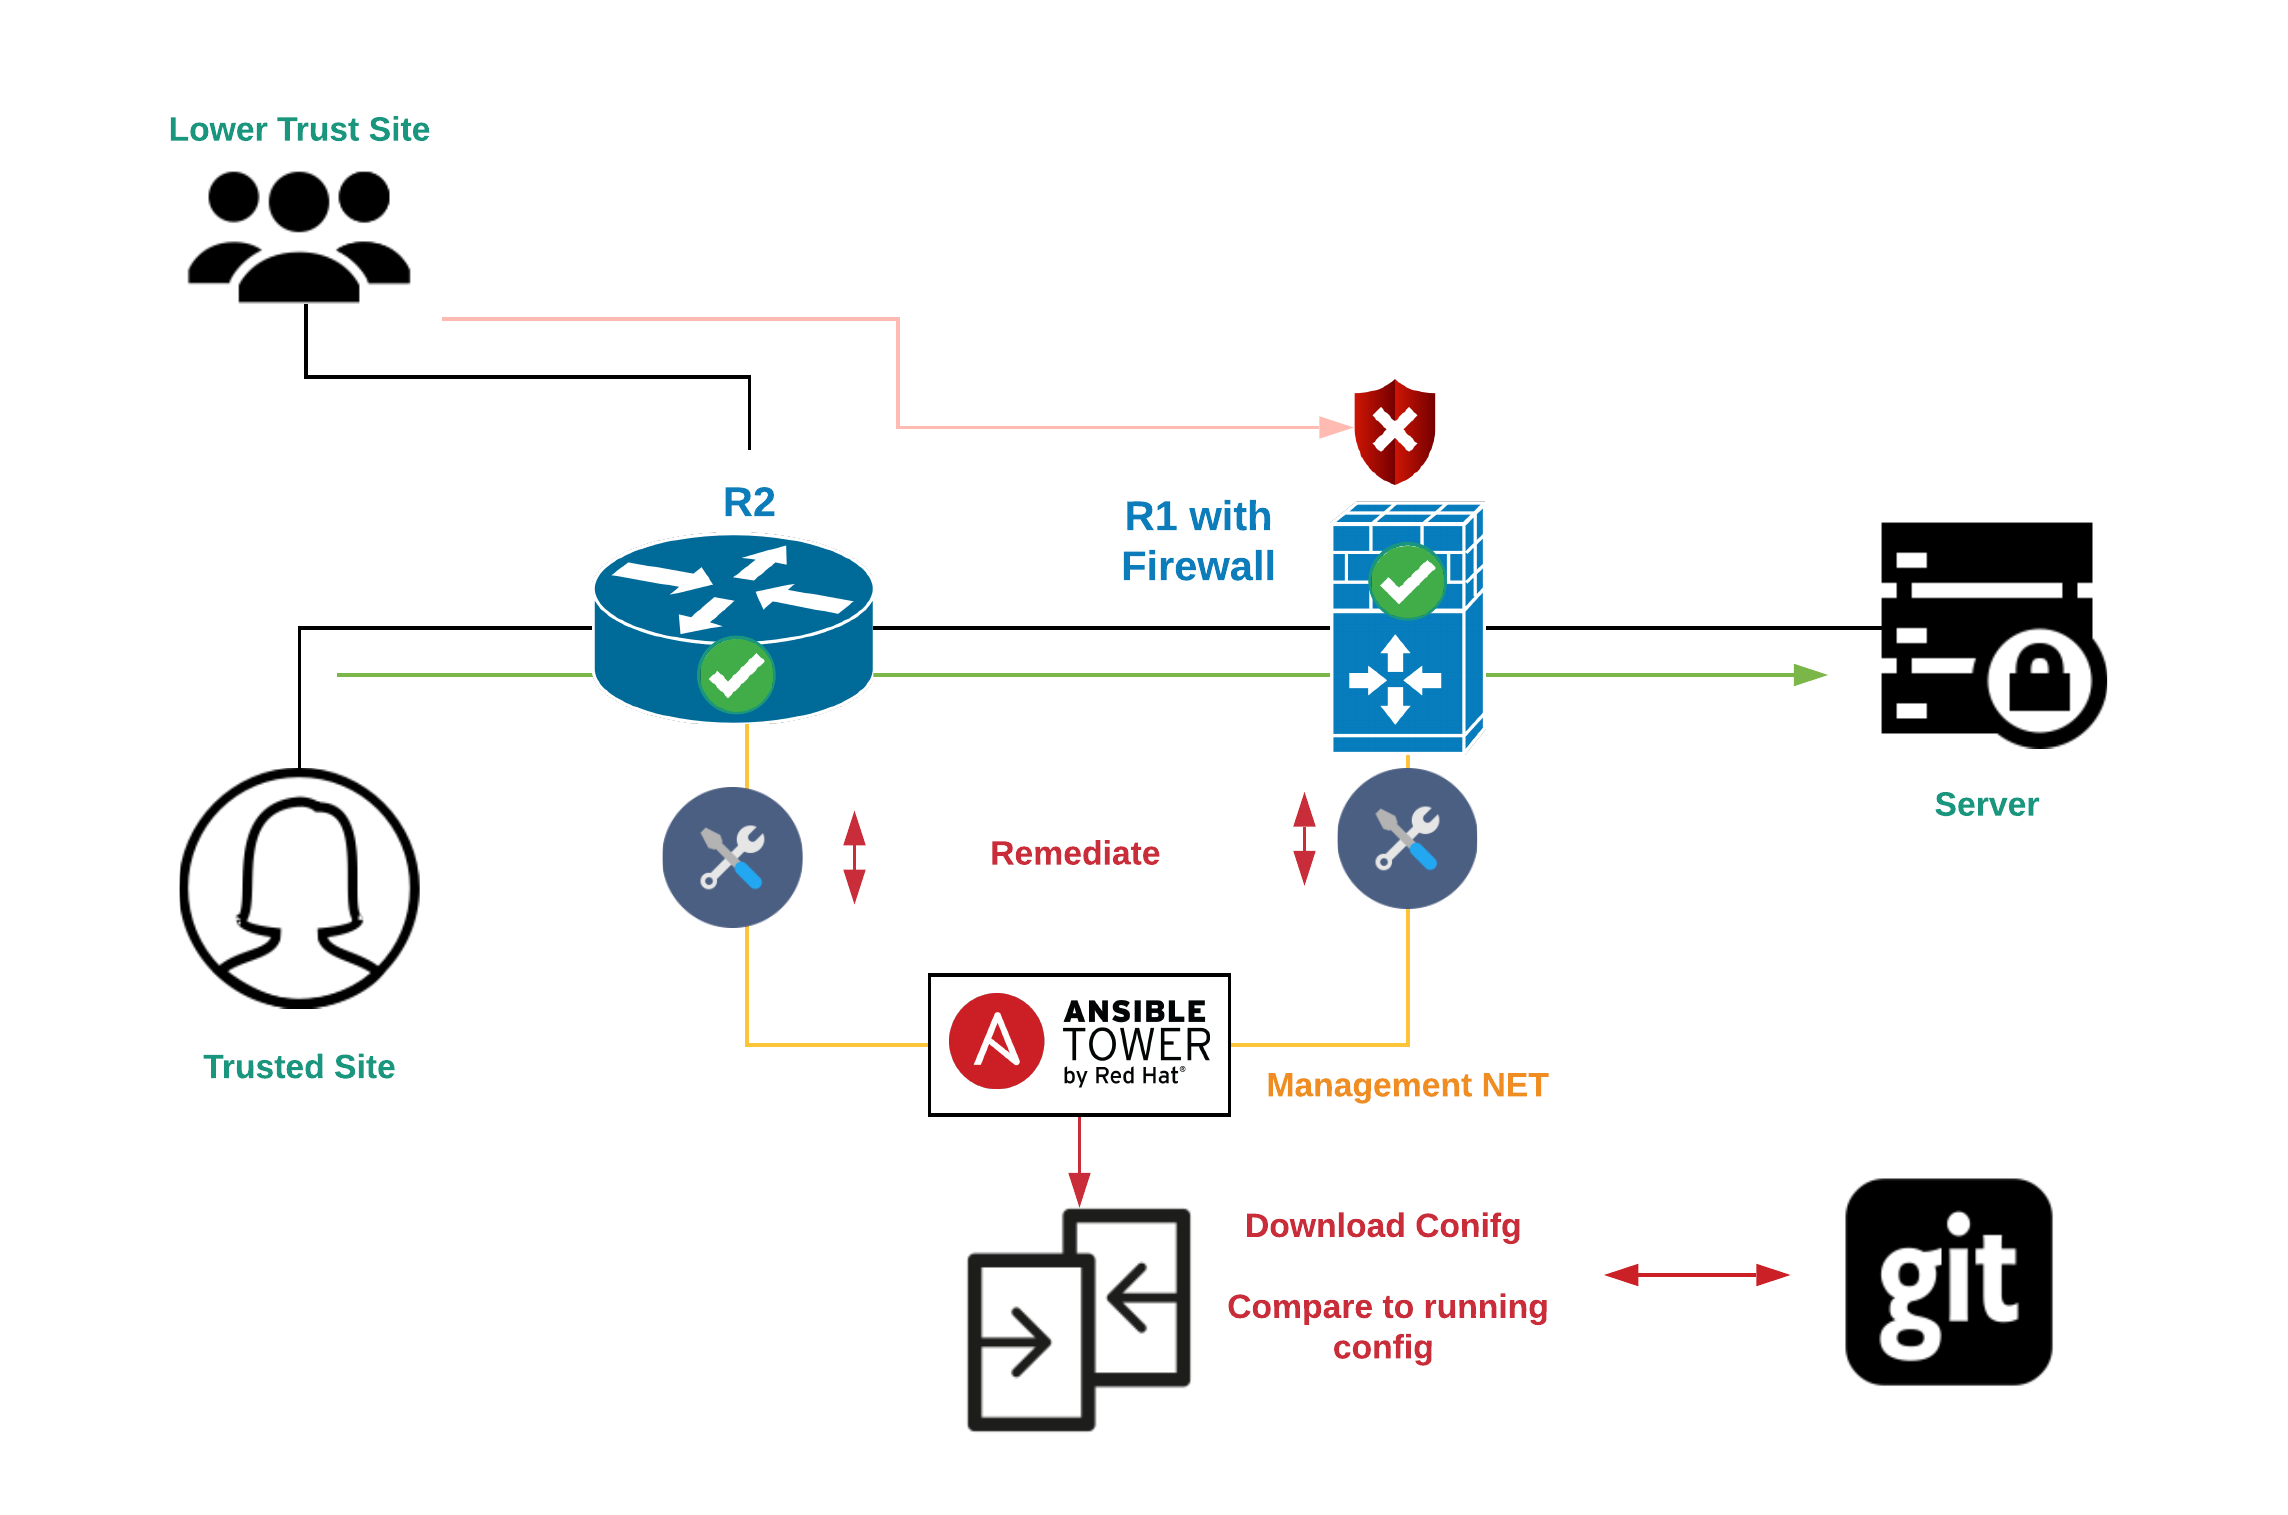 Lower Trust Site
R2
R1 with
Firewall
Server
Remediate
Trusted Site
ANSIBLE
TOWER
by Red Hat®
Management NET
Download Conifg
Compare to running
config
git